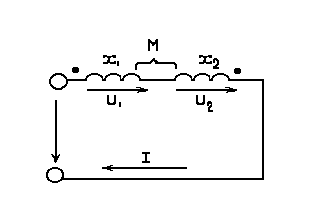 M
x₁ x₂
U₁ U₂
I